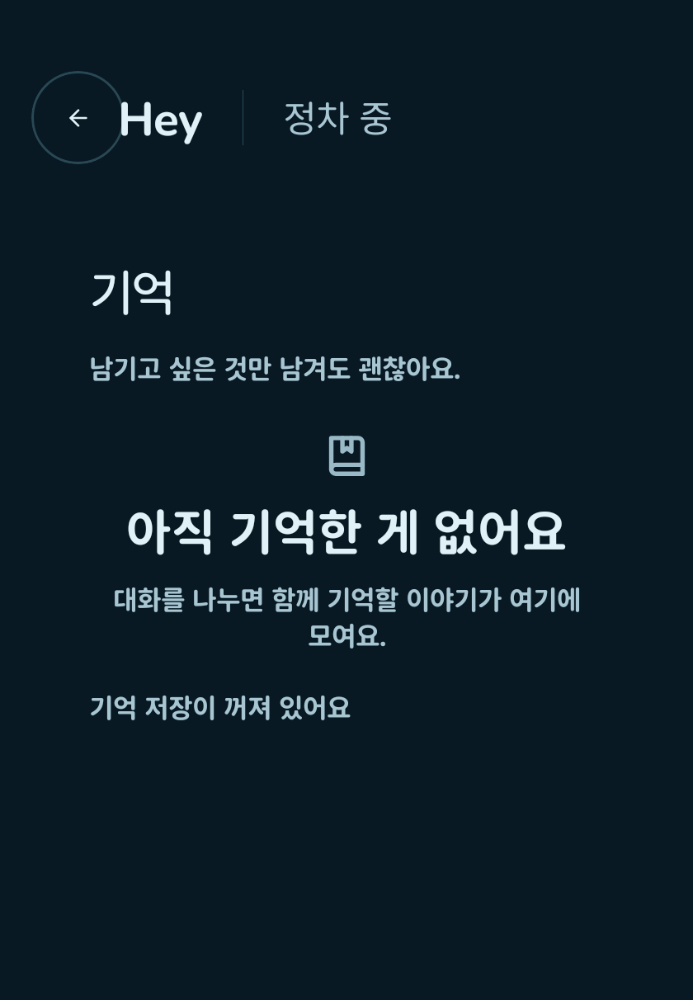 Hey
정차 중
기억
남기고 싶은 것만 남겨도 괜찮아요.
아직 기억한 게 없어요
대화를 나누면 함께 기억할 이야기가 여기에
모여요.
기억 저장이 꺼져 있어요